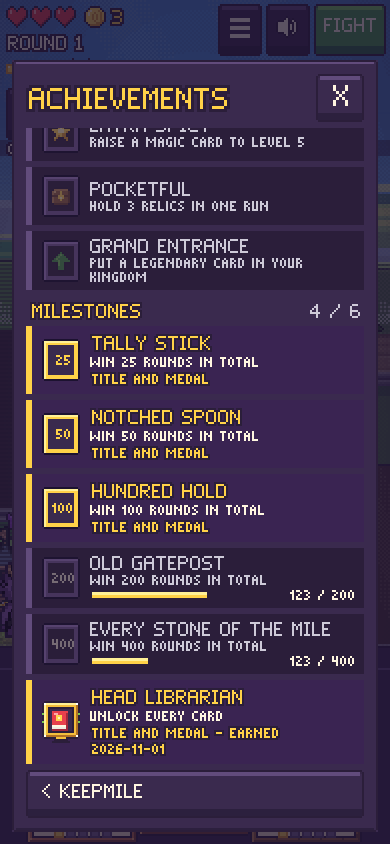 3
ROUND 1
FIGHT
ACHIEVEMENTS
X
RAISE A MAGIC CARD TO LEVEL 5
POCKETFUL
HOLD 3 RELICS IN ONE RUN
GRAND ENTRANCE
PUT A LEGENDARY CARD IN YOUR
KINGDOM
MILESTONES 4 / 6
25
TALLY STICK
WIN 25 ROUNDS IN TOTAL
TITLE AND MEDAL
50
NOTCHED SPOON
WIN 50 ROUNDS IN TOTAL
TITLE AND MEDAL
100
HUNDRED HOLD
WIN 100 ROUNDS IN TOTAL
TITLE AND MEDAL
200
OLD GATEPOST
WIN 200 ROUNDS IN TOTAL
123 / 200
400
EVERY STONE OF THE MILE
WIN 400 ROUNDS IN TOTAL
123 / 400
HEAD LIBRARIAN
UNLOCK EVERY CARD
TITLE AND MEDAL - EARNED
2026-11-01
< KEEPMILE